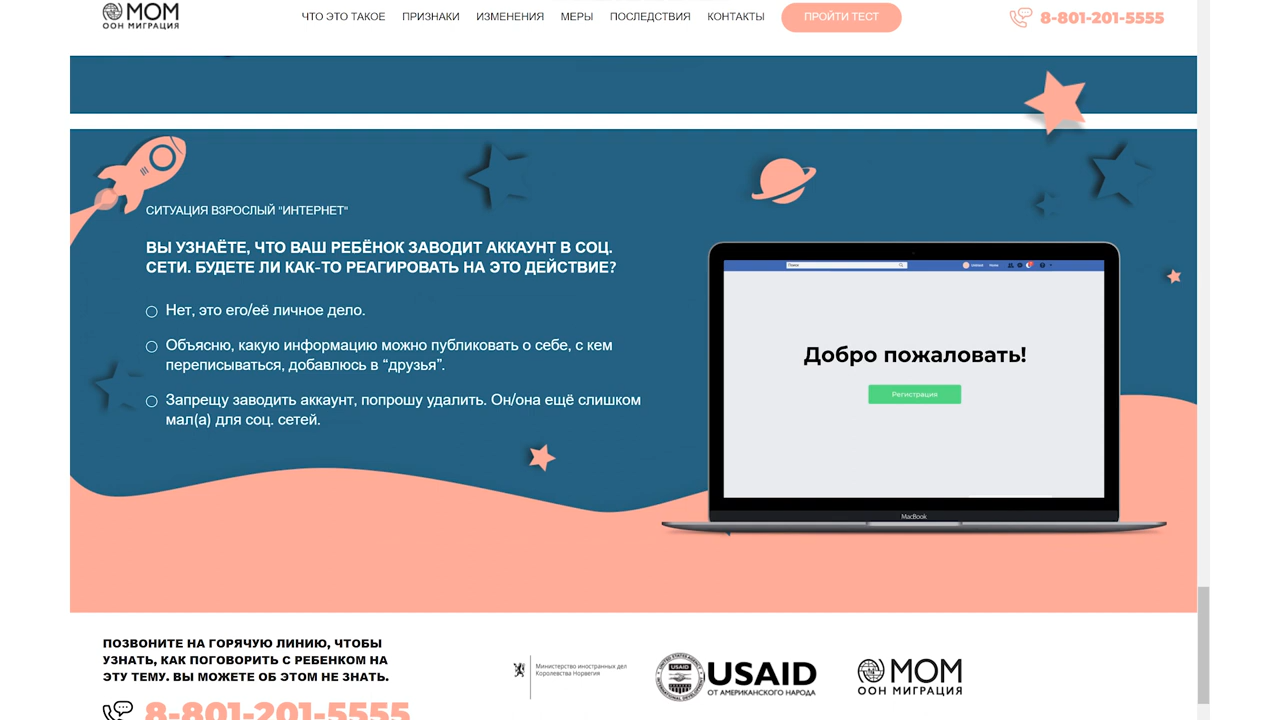 МОМ
ООН МИГРАЦИЯ
ЧТО ЭТО ТАКОЕ ПРИЗНАКИ ИЗМЕНЕНИЯ МЕРЫ ПОСЛЕДСТВИЯ КОНТАКТЫ ПРОЙТИ ТЕСТ 8-801-201-5555
СИТУАЦИЯ ВЗРОСЛЫЙ "ИНТЕРНЕТ"
ВЫ УЗНАЁТЕ, ЧТО ВАШ РЕБЁНОК ЗАВОДИТ АККАУНТ В СОЦ.
СЕТИ. БУДЕТЕ ЛИ КАК-ТО РЕАГИРОВАТЬ НА ЭТО ДЕЙСТВИЕ?
Нет, это его/её личное дело.
Объясню, какую информацию можно публиковать о себе, с кем
переписываться, добавлюсь в “друзья”.
Запрещу заводить аккаунт, попрошу удалить. Он/она ещё слишком
мал(а) для соц. сетей.
Поиск
Добро пожаловать!
Регистрация
MacBook
ПОЗВОНИТЕ НА ГОРЯЧУЮ ЛИНИЮ, ЧТОБЫ
УЗНАТЬ, КАК ПОГОВОРИТЬ С РЕБЕНКОМ НА
ЭТУ ТЕМУ. ВЫ МОЖЕТЕ ОБ ЭТОМ НЕ ЗНАТЬ.
8-801-201-5555
Министерство иностранных дел
Королевства Норвегия
USAID
USAID
ОТ АМЕРИКАНСКОГО НАРОДА
МОМ
ООН МИГРАЦИЯ